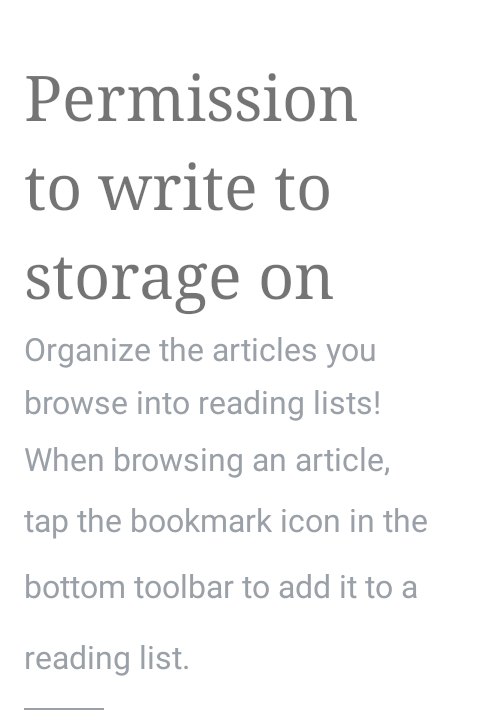 Permission
to write to
storage on
Organize the articles you
browse into reading lists!
When browsing an article,
tap the bookmark icon in the
bottom toolbar to add it to a
reading list.